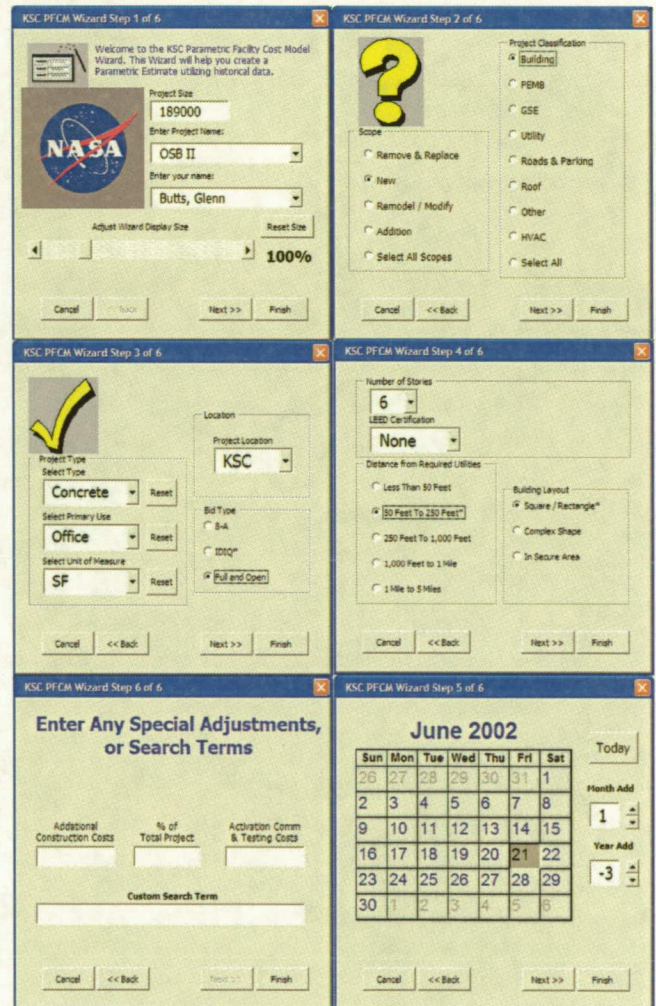 KSC PFCM Wizard Step 1 of 6
Welcome to the KSC Parametric Facility Cost Model
Wizard. This Wizard will help you create a
Parametric Estimate utilizing historical data.
NASA
Project Size
189000
Enter Project Name:
OSB II
Enter your name:
Butts, Glenn
Adjust Wizard Display Size
Reset Size
100%
Cancel
Next >>
Finish
KSC PFCM Wizard Step 2 of 6
Scope
Remove & Replace
New
Remodel / Modify
Addition
Select All Scopes
Project Classification
Building
PEMB
GSE
Utility
Roads & Parking
Roof
Other
HVAC
Select All
Cancel
<< Back
Next >>
Finish
KSC PFCM Wizard Step 3 of 6
Project Type
Select Type
Concrete
Reset
Select Primary Use
Office
Reset
Select Unit of Measure
SF
Reset
Location
Project Location
KSC
Bid Type
8-A
IDIQ*
Full and Open
Cancel
<< Back
Next >>
Finish
KSC PFCM Wizard Step 4 of 6
Number of Stories
6
LEED Certification
None
Distance from Required Utilities
Less Than 50 Feet
50 Feet To 250 Feet*
250 Feet To 1,000 Feet
1,000 Feet to 1 Mile
1 Mile to 5 Miles
Building Layout
Square / Rectangle*
Complex Shape
In Secure Area
Cancel
<< Back
Next >>
Finish
KSC PFCM Wizard Step 6 of 6
Enter Any Special Adjustments,
or Search Terms
Additional
Construction Costs
% of
Total Project
Activation Comm
& Testing Costs
Custom Search Term
Cancel
<< Back
Next >>
Finish
KSC PFCM Wizard Step 5 of 6
June 2002
Today
Sun Mon Tue Wed Thu Fri Sat
26 27 28 29 30 31 1
2 3 4 5 6 7 8
9 10 11 12 13 14 15
16 17 18 19 20 21 22
23 24 25 26 27 28 29
30 1 2 3 4 5 6
Month Add
1
Year Add
-3
Cancel
<< Back
Next >>
Finish